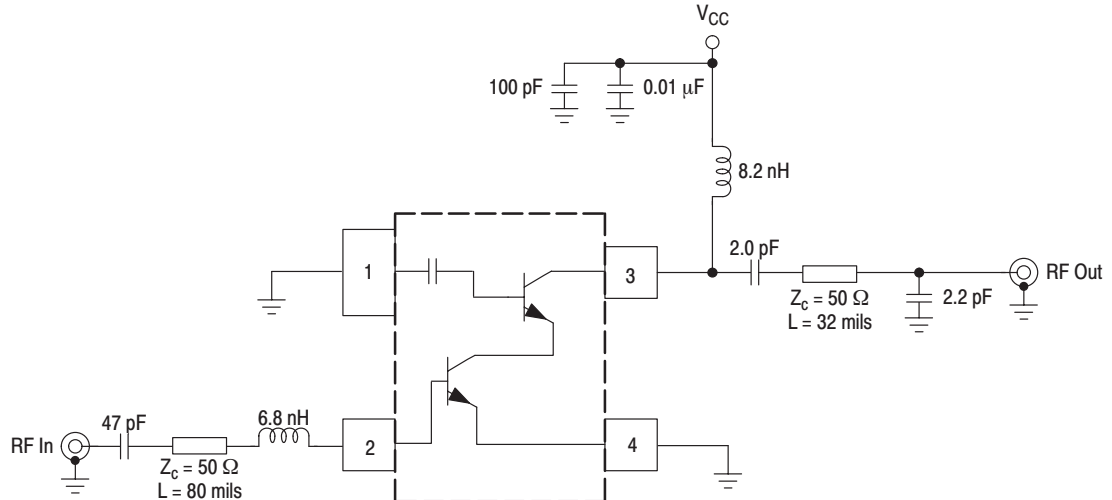 V_CC
100 pF
0.01 μF
8.2 nH
1
3
2.0 pF
RF Out
Z_c = 50 Ω
L = 32 mils
2.2 pF
RF In
47 pF
6.8 nH
2
4
Z_c = 50 Ω
L = 80 mils